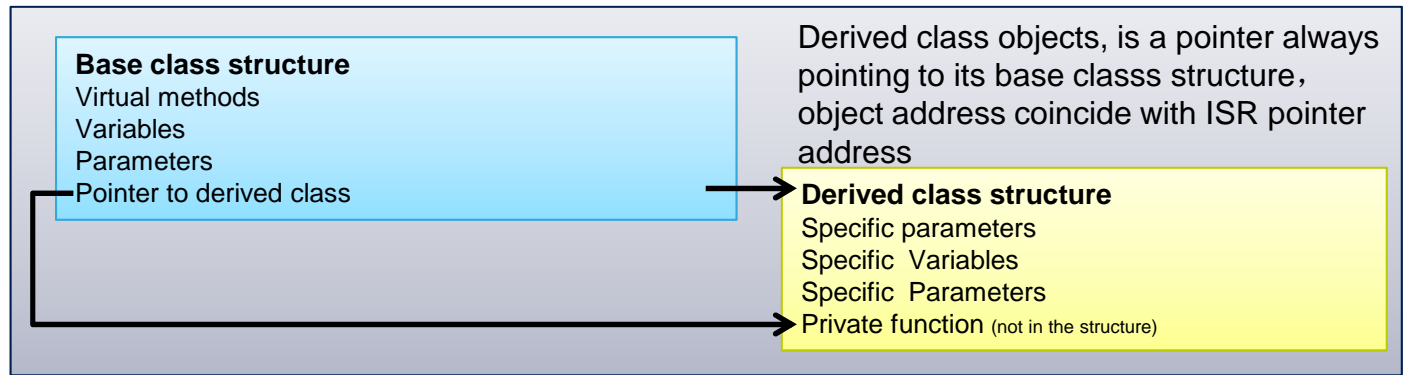 Base class structure
Virtual methods
Variables
Parameters
Pointer to derived class
Derived class objects, is a pointer always
pointing to its base classs structure，
object address coincide with ISR pointer
address
Derived class structure
Specific parameters
Specific  Variables
Specific  Parameters
Private function (not in the structure)